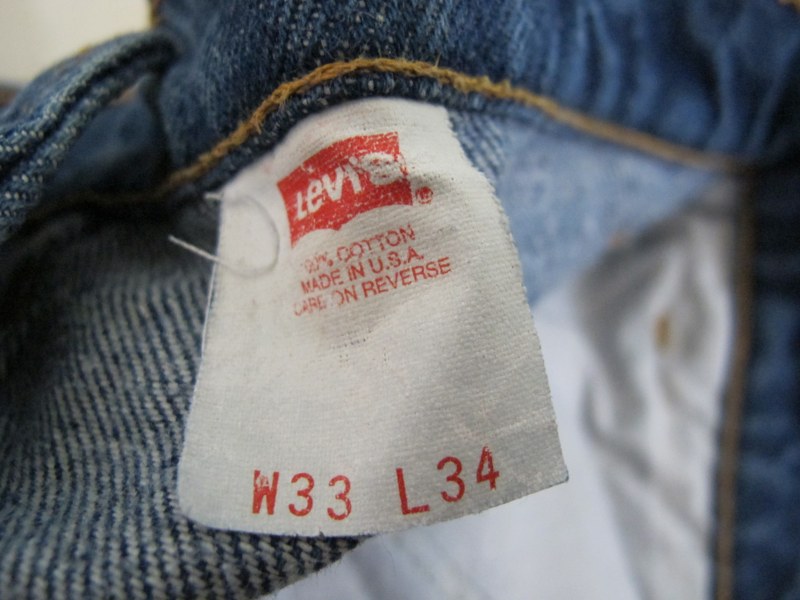 Levi's®
100% COTTON
MADE IN U.S.A.
CARE ON REVERSE
W33 L34